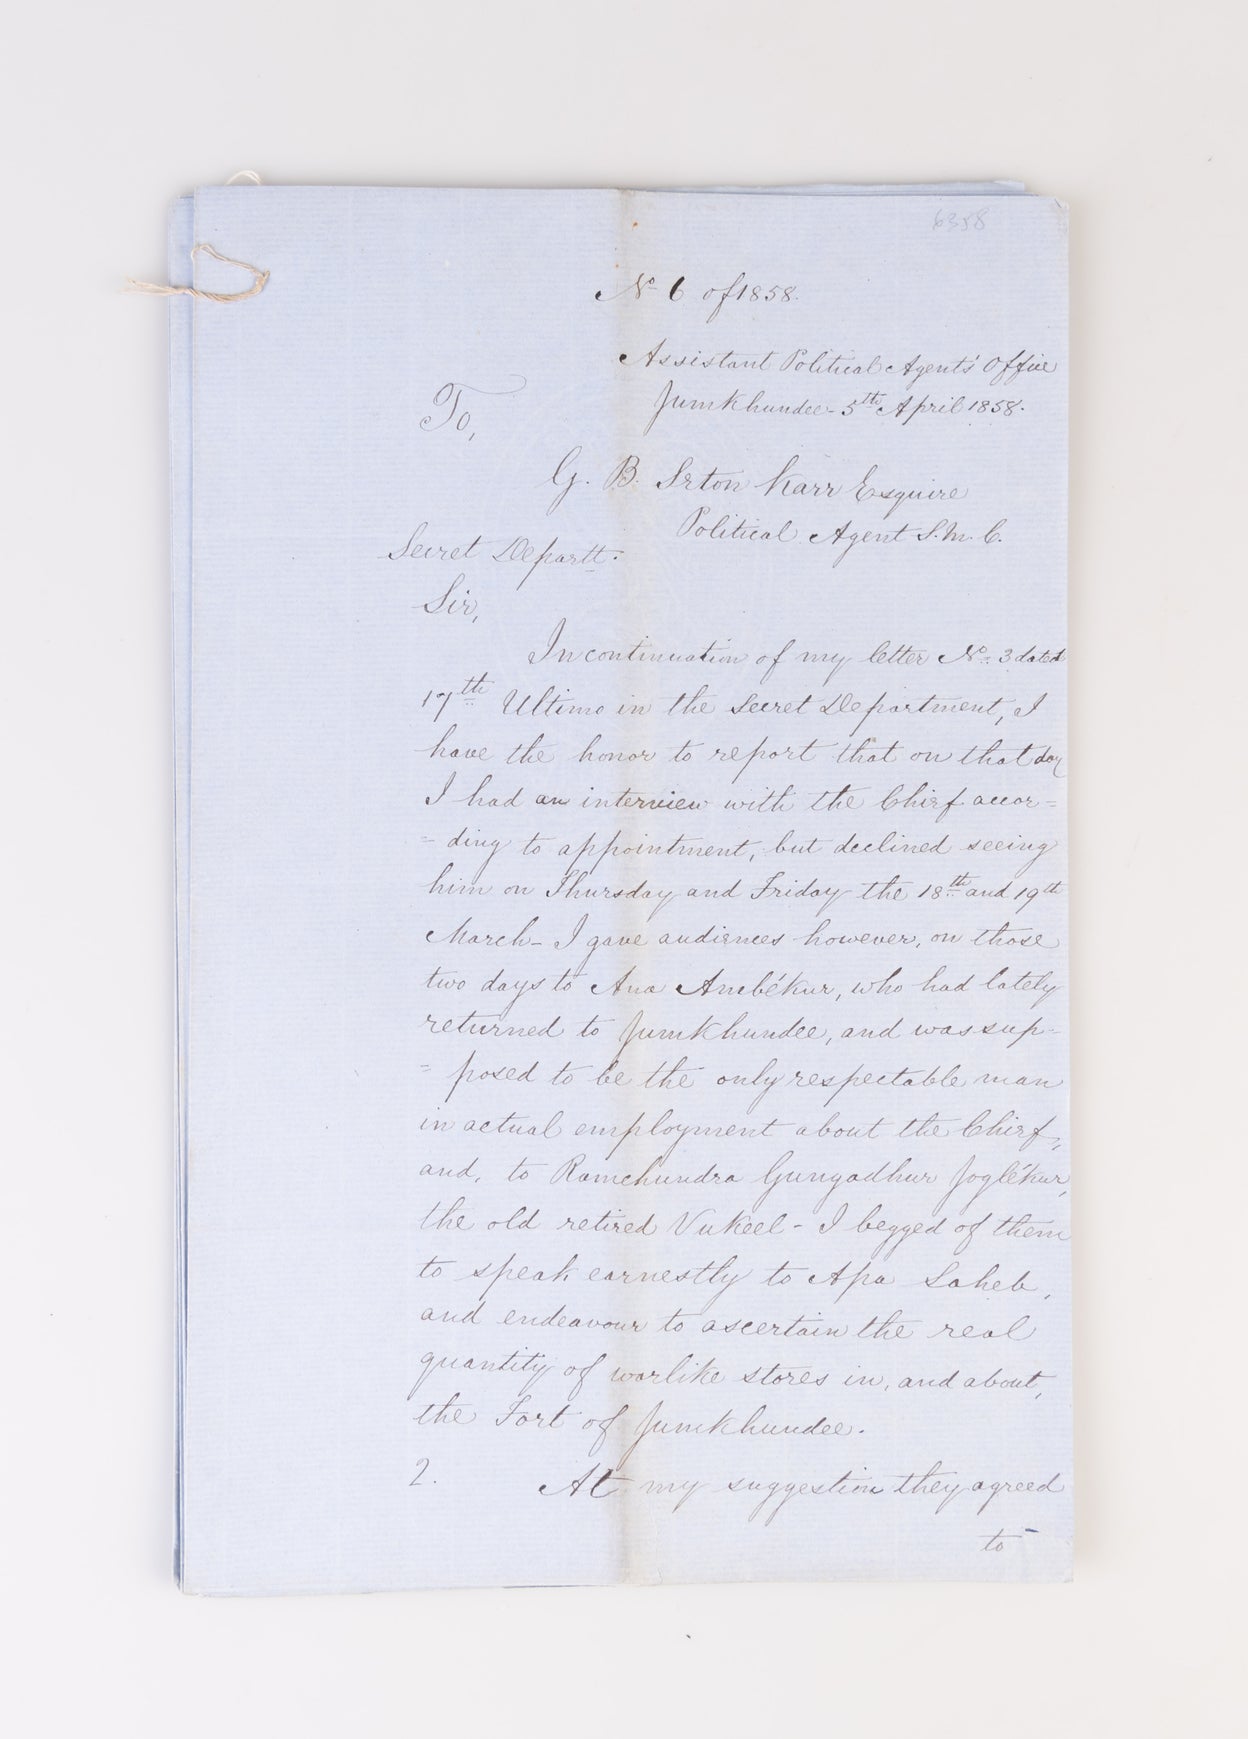 6358
No 6 of 1858.
Assistant Political Agents' Office
Jumkhundee - 5th April 1858.
To,
G. B. Seton Karr Esquire
Political Agent S. M. C.
Secret Departt.
Sir,
In continuation of my letter No. 3 dated
17th Ultimo in the Secret Department, I
have the honor to report that on that day
I had an interview with the Chief accor=
= ding to appointment, but declined seeing
him on Thursday and Friday the 18th and 19th
March - I gave audiences however, on those
two days to Ana Ambékur, who had lately
returned to Jumkhundee, and was sup=
= posed to be the only respectable man
in actual employment about the Chief,
and, to Ramchundra Gungadhur Joglékur,
the old retired Vukeel - I begged of them
to speak earnestly to Apa Saheb,
and endeavour to ascertain the real
quantity of warlike stores in, and about,
the Fort of Jumkhundee.
2. At my suggestion they agreed
to